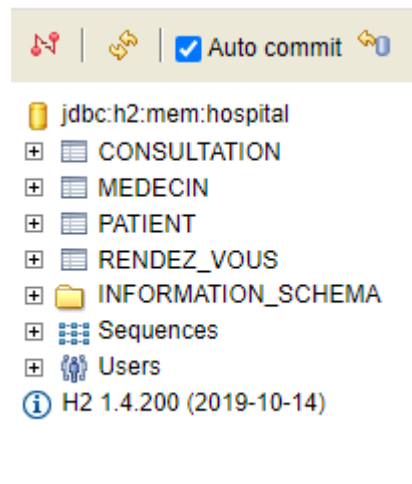 Auto commit
jdbc:h2:mem:hospital
CONSULTATION
MEDECIN
PATIENT
RENDEZ_VOUS
INFORMATION_SCHEMA
Sequences
Users
H2 1.4.200 (2019-10-14)